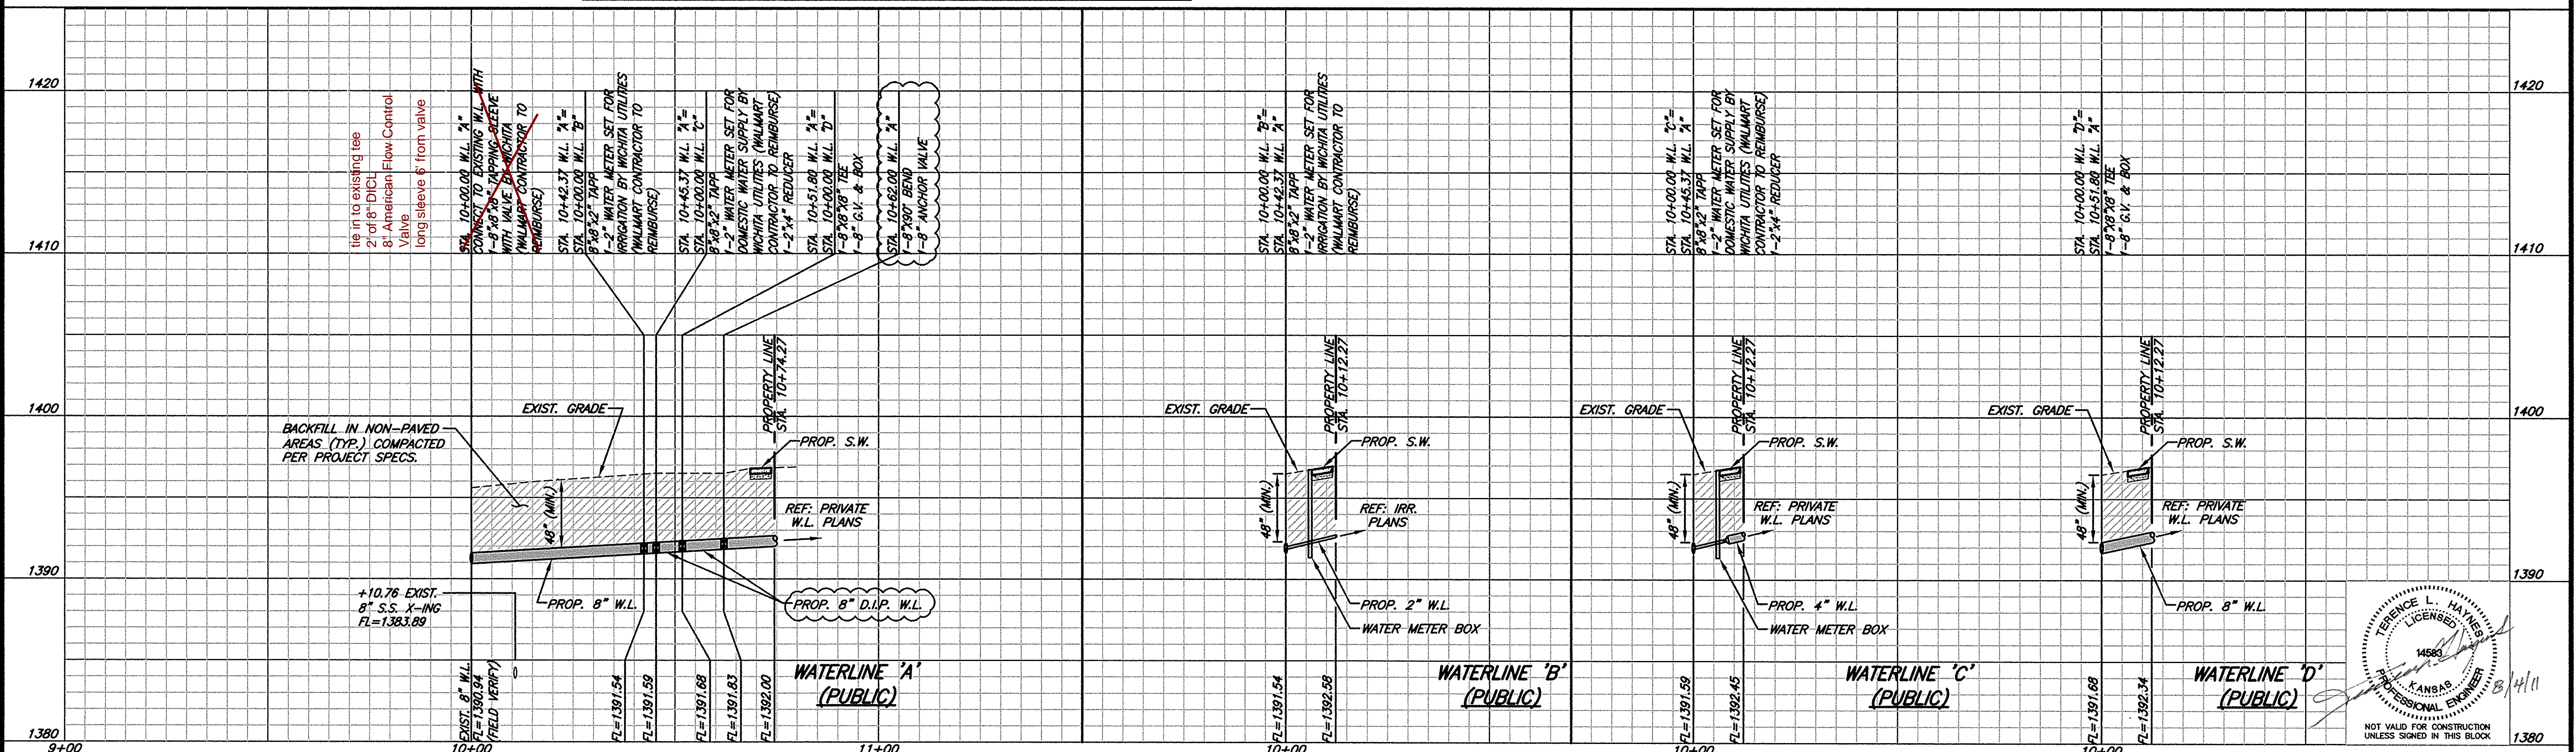 1420
1410
1400
1390
1380
9+00
tie in to existing tee
2' of 8" DICL
8" American Flow Control
Valve
long sleeve 6' from valve
STA. 10+00.00 W.L. "A"
CONNECT TO EXISTING W.L. WITH
1-8"x8"x8" TAPPING SLEEVE
WITH VALVE BY WICHITA
(WALMART CONTRACTOR TO
REIMBURSE)
STA. 10+42.37 W.L. "A"=
STA. 10+00.00 W.L. "B"
8"x8"x2" TAPP
1-2" WATER METER SET FOR
IRRIGATION BY WICHITA UTILITIES
(WALMART CONTRACTOR TO
REIMBURSE)
STA. 10+45.37 W.L. "A"=
STA. 10+00.00 W.L. "C"
8"x8"x2" TAPP
1-2" WATER METER SET FOR
DOMESTIC WATER SUPPLY BY
WICHITA UTILITIES (WALMART
CONTRACTOR TO REIMBURSE)
1-2"x4" REDUCER
STA. 10+51.80 W.L. "A"=
STA. 10+00.00 W.L. "D"
1-8"x8"x8" TEE
1-8" G.V. & BOX
STA. 10+62.00 W.L. "A"
1-8"x90° BEND
1-8" ANCHOR VALVE
PROPERTY LINE
STA. 10+74.27
EXIST. GRADE
BACKFILL IN NON-PAVED
AREAS (TYP.) COMPACTED
PER PROJECT SPECS.
PROP. S.W.
48" (MIN.)
REF: PRIVATE
W.L. PLANS
+10.76 EXIST.
8" S.S. X-ING
FL=1383.89
PROP. 8" W.L.
PROP. 8" D.I.P. W.L.
EXIST. 8" W.L.
FL=1390.94
(FIELD VERIFY)
FL=1391.54
FL=1391.59
FL=1391.68
FL=1391.83
FL=1392.00
WATERLINE 'A'
(PUBLIC)
10+00
11+00
STA. 10+00.00 W.L. "B"=
STA. 10+42.37 W.L. "A"
8"x8"x2" TAPP
1-2" WATER METER SET FOR
IRRIGATION BY WICHITA UTILITIES
(WALMART CONTRACTOR TO
REIMBURSE)
PROPERTY LINE
STA. 10+12.27
EXIST. GRADE
PROP. S.W.
48" (MIN.)
REF: IRR.
PLANS
PROP. 2" W.L.
WATER METER BOX
FL=1391.54
FL=1392.58
WATERLINE 'B'
(PUBLIC)
10+00
STA. 10+00.00 W.L. "C"=
STA. 10+45.37 W.L. "A"
8"x8"x2" TAPP
1-2" WATER METER SET FOR
DOMESTIC WATER SUPPLY BY
WICHITA UTILITIES (WALMART
CONTRACTOR TO REIMBURSE)
1-2"x4" REDUCER
PROPERTY LINE
STA. 10+12.27
EXIST. GRADE
PROP. S.W.
48" (MIN.)
REF: PRIVATE
W.L. PLANS
PROP. 4" W.L.
WATER METER BOX
FL=1391.59
FL=1392.45
WATERLINE 'C'
(PUBLIC)
10+00
STA. 10+00.00 W.L. "D"=
STA. 10+51.80 W.L. "A"
1-8"x8"x8" TEE
1-8" G.V. & BOX
PROPERTY LINE
STA. 10+12.27
EXIST. GRADE
PROP. S.W.
48" (MIN.)
REF: PRIVATE
W.L. PLANS
PROP. 8" W.L.
FL=1391.68
FL=1392.34
WATERLINE 'D'
(PUBLIC)
10+00
1420
1410
1400
1390
1380
TERENCE L. HAYNES
LICENSED
14583
KANSAS
PROFESSIONAL ENGINEER
8/4/11
NOT VALID FOR CONSTRUCTION
UNLESS SIGNED IN THIS BLOCK